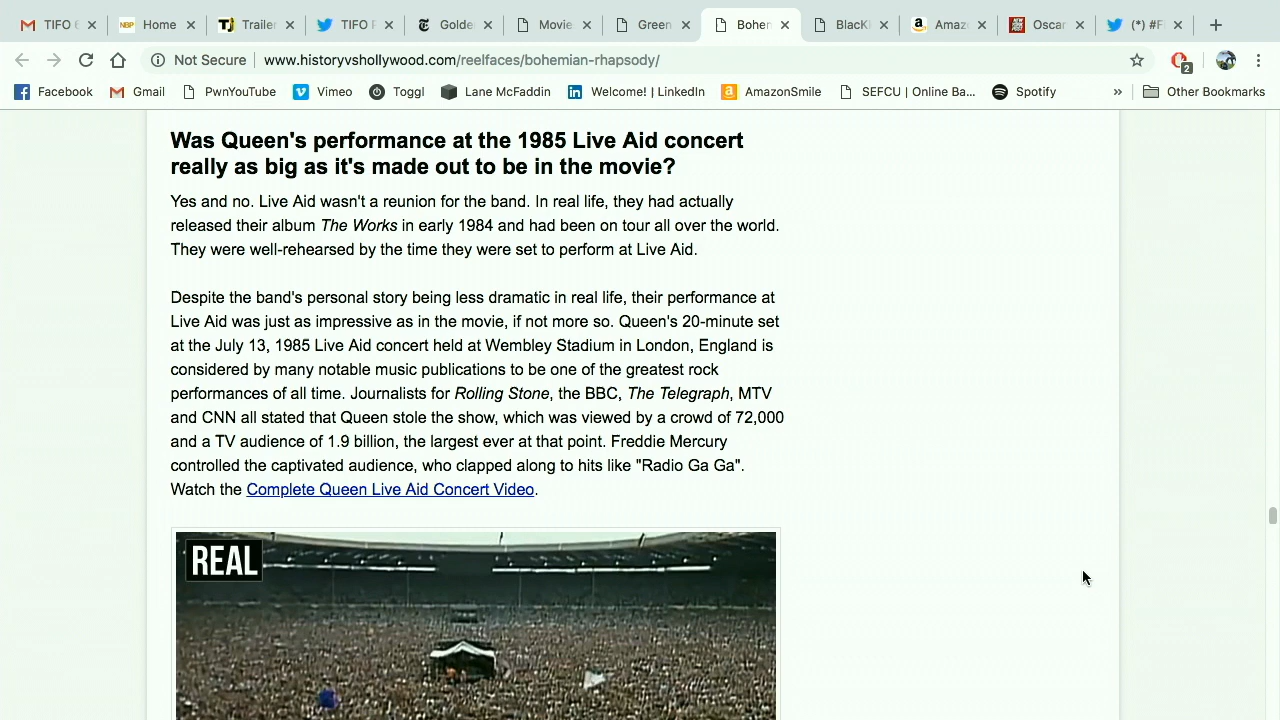 TIFO 6
Home
Trailer
TIFO F
Golde
Movie
Green
Bohem
BlacK
Amaz
Oscar
(*) #F
Not Secure
www.historyvshollywood.com/reelfaces/bohemian-rhapsody/
2
Facebook
Gmail
PwnYouTube
Vimeo
Toggl
Lane McFaddin
Welcome! | LinkedIn
AmazonSmile
SEFCU | Online Ba...
Spotify
»
Other Bookmarks
Was Queen's performance at the 1985 Live Aid concert
really as big as it's made out to be in the movie?
Yes and no. Live Aid wasn't a reunion for the band. In real life, they had actually
released their album The Works in early 1984 and had been on tour all over the world.
They were well-rehearsed by the time they were set to perform at Live Aid.
Despite the band's personal story being less dramatic in real life, their performance at
Live Aid was just as impressive as in the movie, if not more so. Queen's 20-minute set
at the July 13, 1985 Live Aid concert held at Wembley Stadium in London, England is
considered by many notable music publications to be one of the greatest rock
performances of all time. Journalists for Rolling Stone, the BBC, The Telegraph, MTV
and CNN all stated that Queen stole the show, which was viewed by a crowd of 72,000
and a TV audience of 1.9 billion, the largest ever at that point. Freddie Mercury
controlled the captivated audience, who clapped along to hits like "Radio Ga Ga".
Watch the Complete Queen Live Aid Concert Video.
REAL